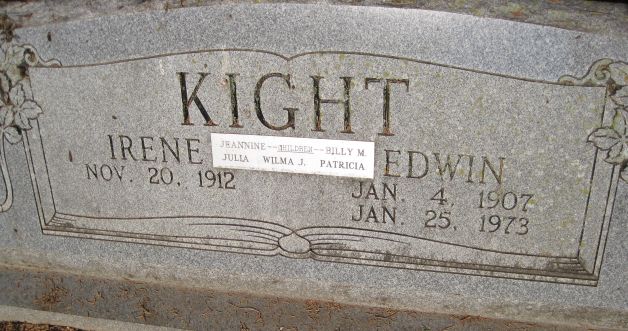 KIGHT
IRENE
NOV. 20, 1912
JEANNINE--CHILDREN--BILLY M.
JULIA WILMA J. PATRICIA
EDWIN
JAN. 4, 1907
JAN. 25, 1973